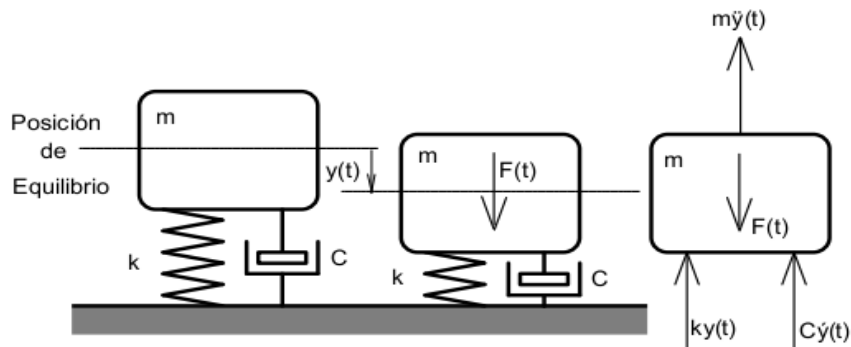 Posición
de
Equilibrio
m
k
C
y(t)
m
F(t)
k
C
mÿ(t)
m
F(t)
ky(t)
Cẏ(t)